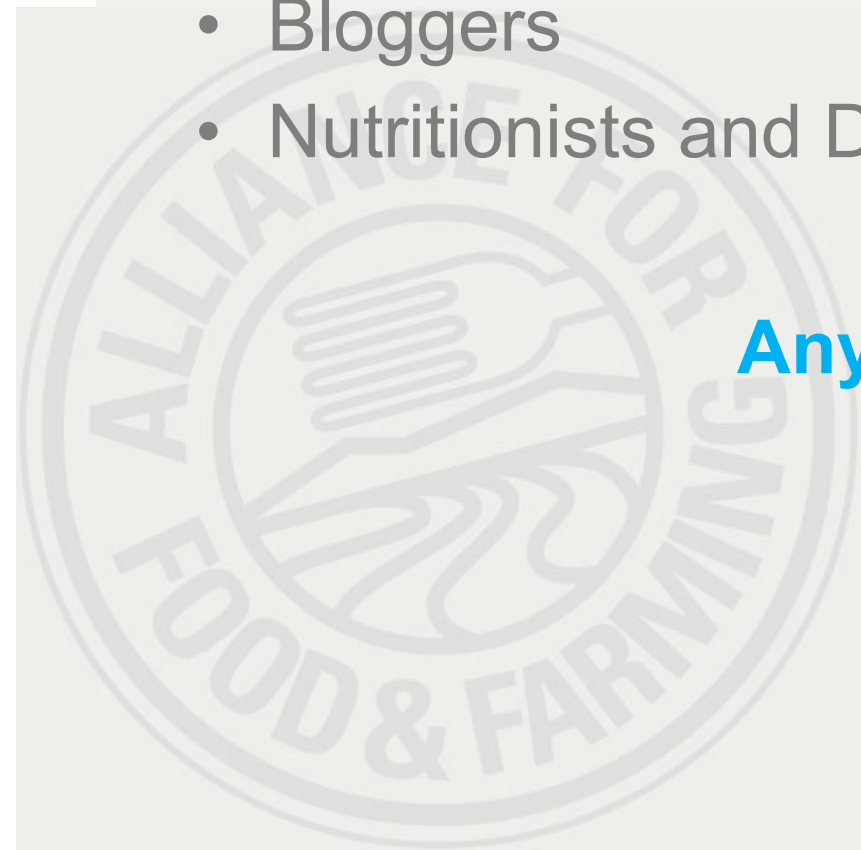 • Bloggers
• Nutritionists and D
Any
ALLIANCE FOR
FOOD & FARMING